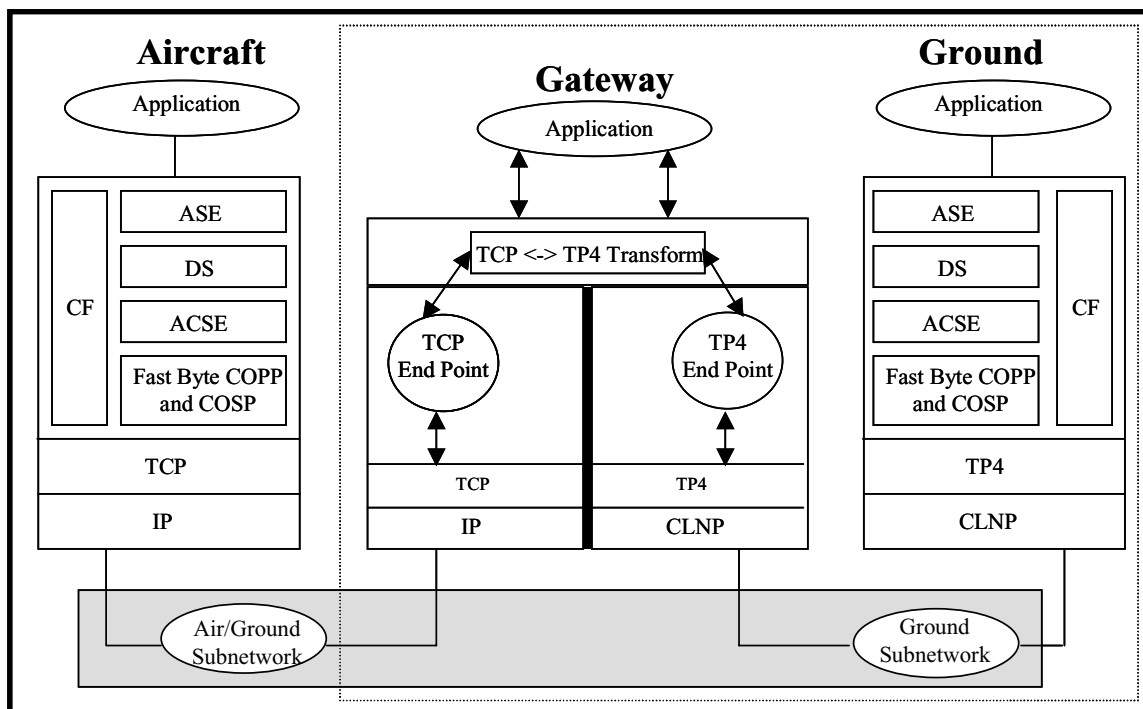 Aircraft
Application
CF
ASE
DS
ACSE
Fast Byte COPP
and COSP
TCP
IP
Gateway
Application
TCP <-> TP4 Transform
TCP
End Point
TP4
End Point
TCP
TP4
IP
CLNP
Ground
Application
ASE
DS
ACSE
Fast Byte COPP
and COSP
CF
TP4
CLNP
Air/Ground
Subnetwork
Ground
Subnetwork